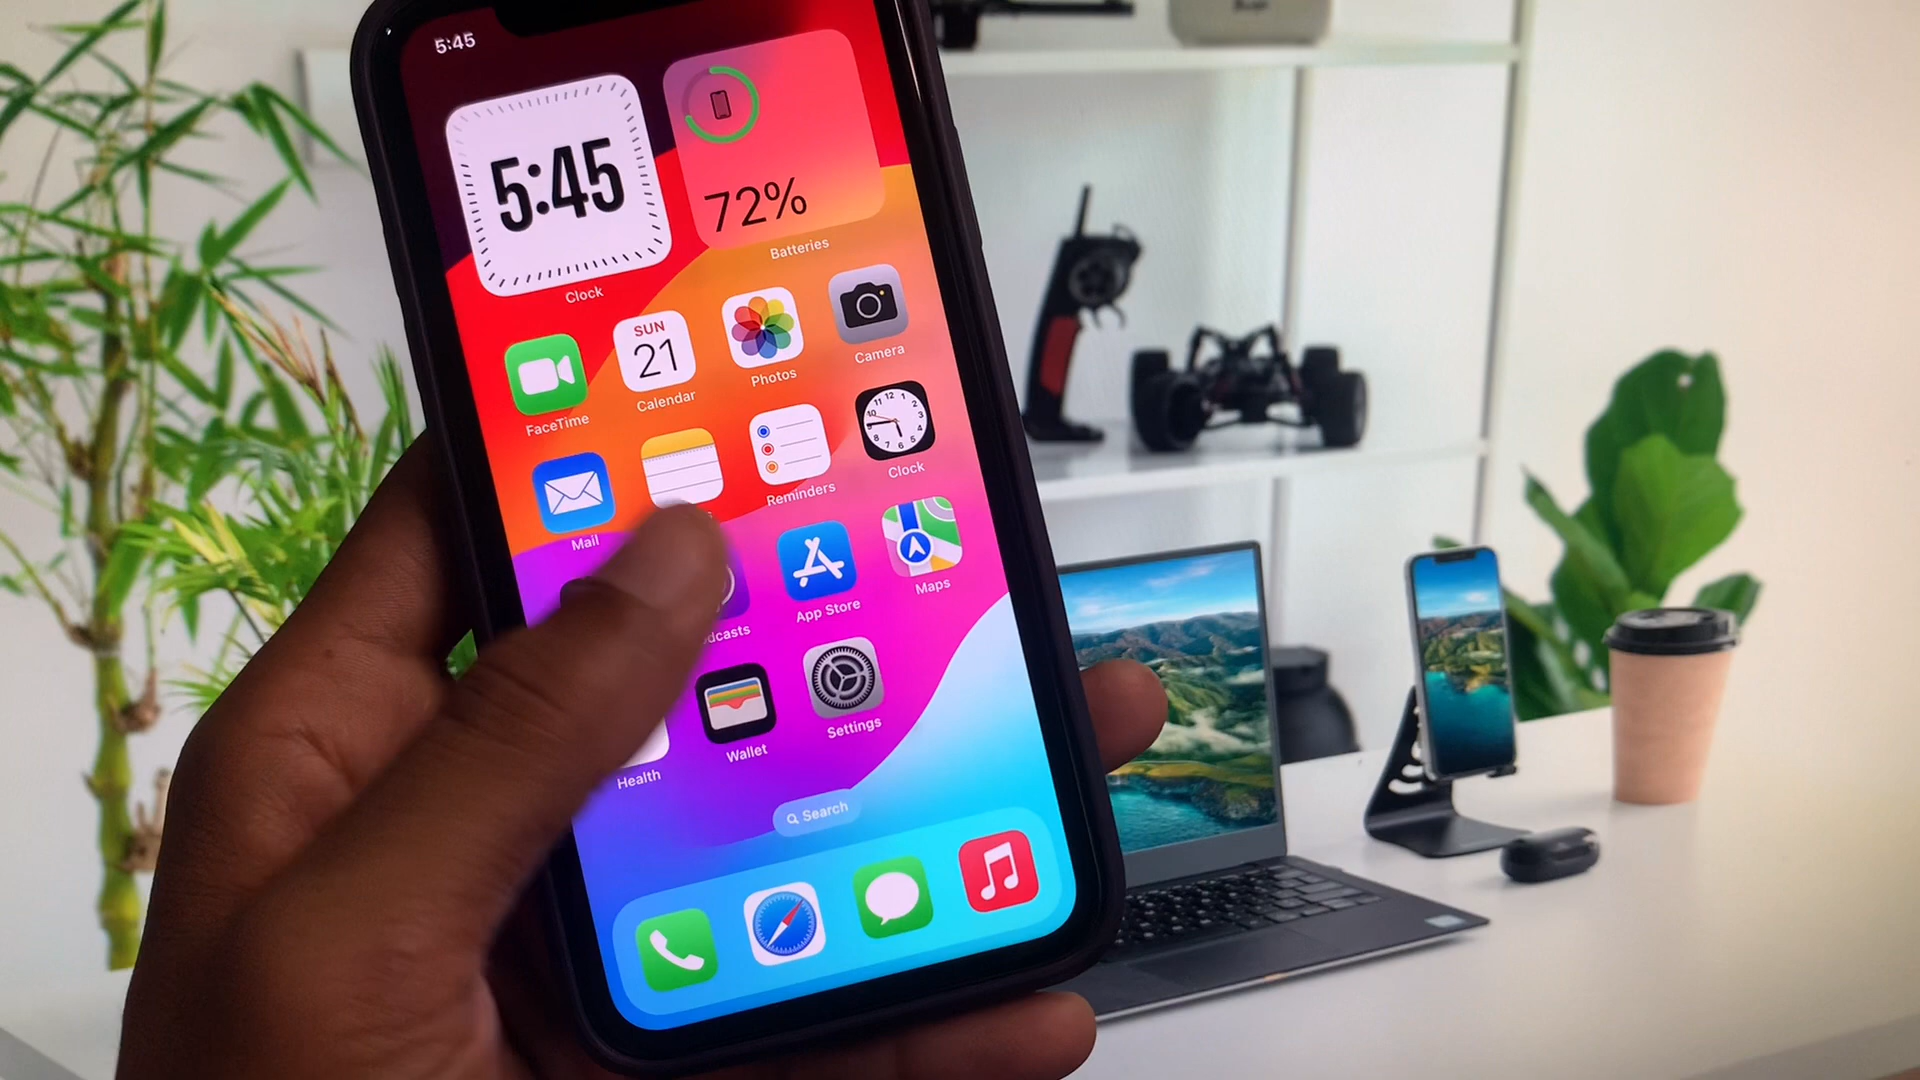 5:45
5:45
72%
Clock
Batteries
FaceTime
SUN
21
Calendar
Photos
Camera
Mail
Reminders
Clock
App Store
Maps
Health
Wallet
Settings
Search